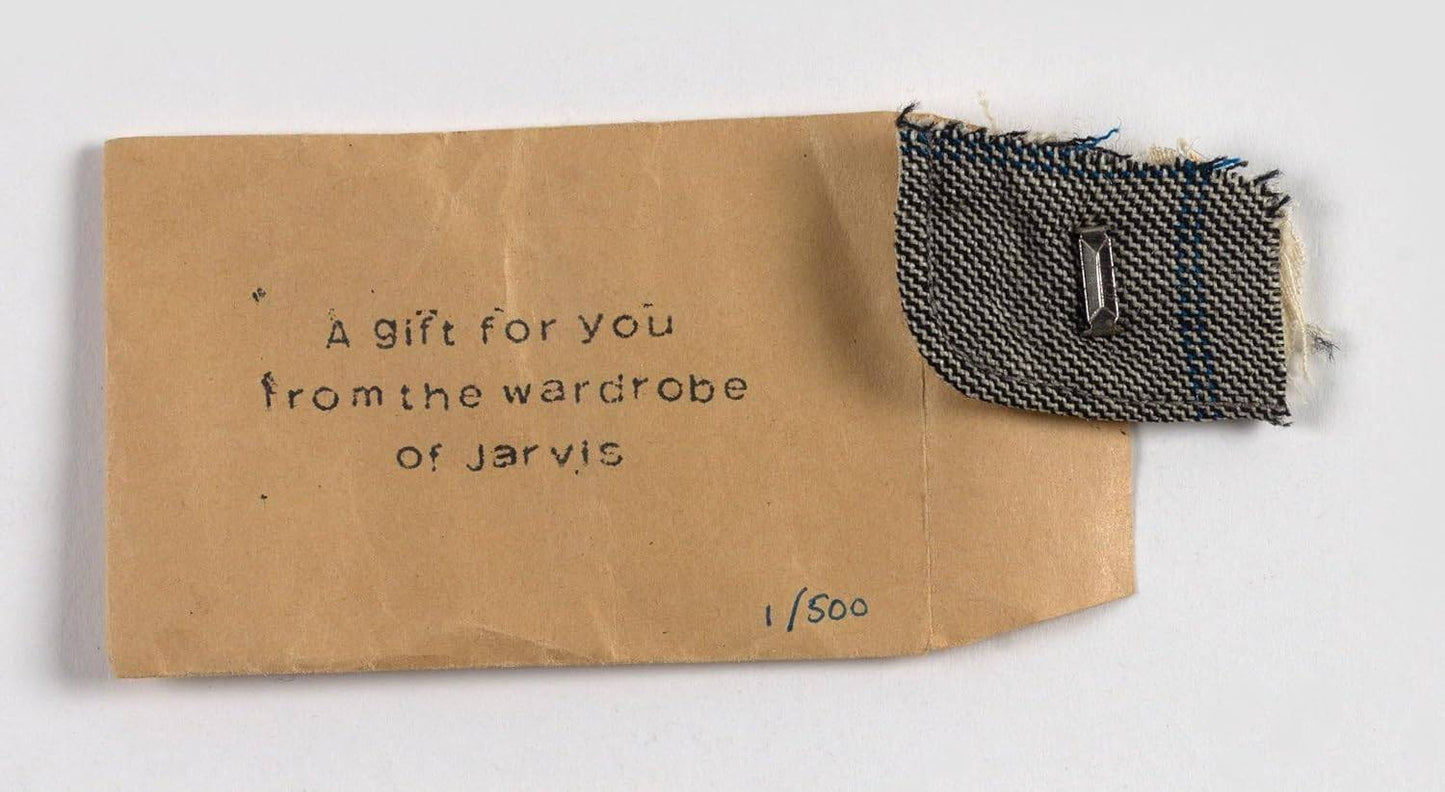 A gift for you
from the wardrobe
of Jarvis
1/500